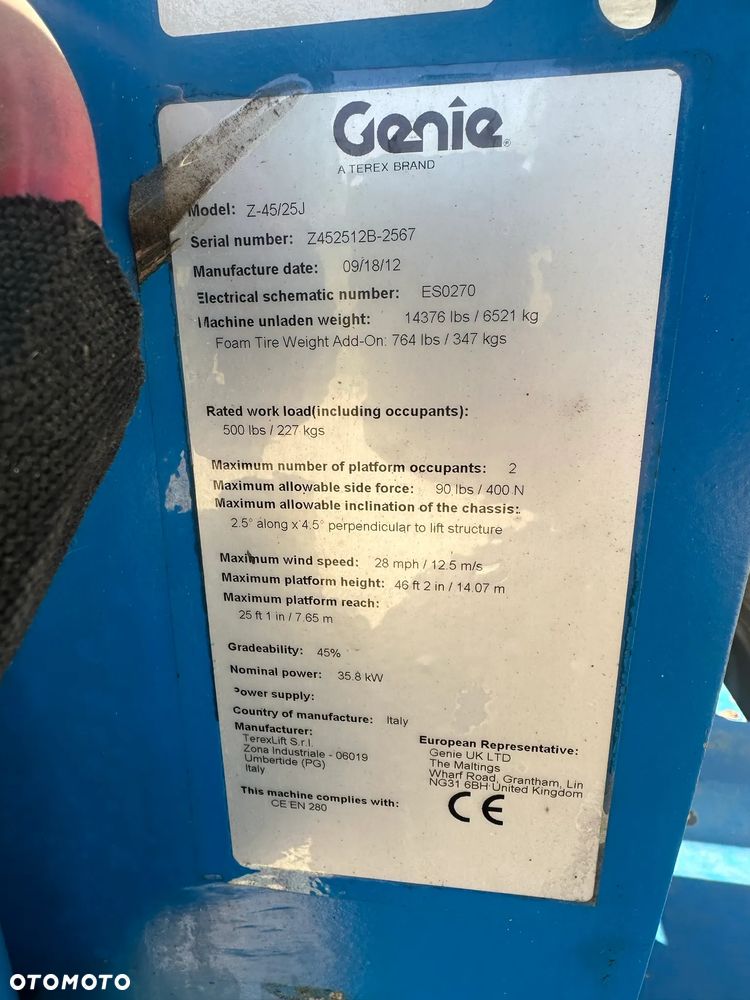 Genie®
A TEREX BRAND
Model: Z-45/25J
Serial number: Z452512B-2567
Manufacture date: 09/18/12
Electrical schematic number: ES0270
Machine unladen weight: 14376 lbs / 6521 kg
Foam Tire Weight Add-On: 764 lbs / 347 kgs
Rated work load(including occupants):
500 lbs / 227 kgs
Maximum number of platform occupants: 2
Maximum allowable side force: 90 lbs / 400 N
Maximum allowable inclination of the chassis:
2.5° along x 4.5° perpendicular to lift structure
Maximum wind speed: 28 mph / 12.5 m/s
Maximum platform height: 46 ft 2 in / 14.07 m
Maximum platform reach:
25 ft 1 in / 7.65 m
Gradeability: 45%
Nominal power: 35.8 kW
Power supply:
Country of manufacture: Italy
Manufacturer:
TerexLift S.r.l.
Zona Industriale - 06019
Umbertide (PG)
Italy
European Representative:
Genie UK LTD
The Maltings
Wharf Road, Grantham, Lin
NG31 6BH United Kingdom
This machine complies with:
CE EN 280
CE
OTOMOTO